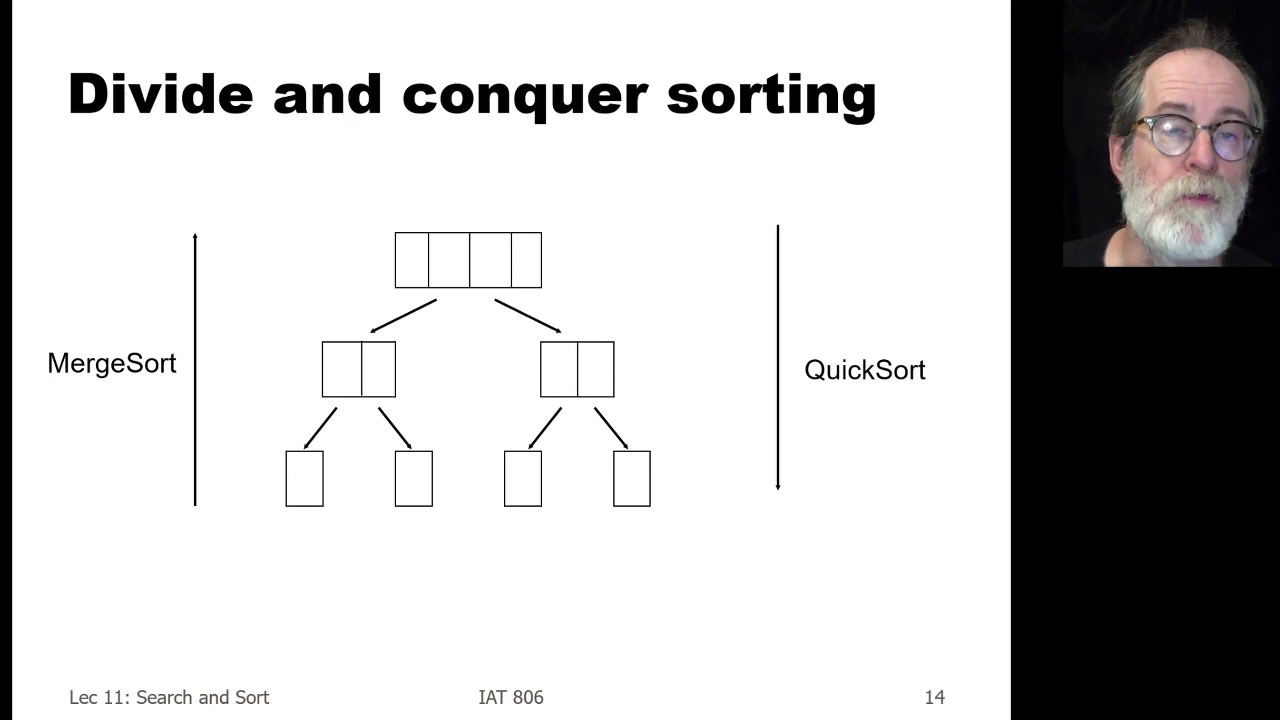 Divide and conquer sorting
MergeSort
QuickSort
Lec 11: Search and Sort
IAT 806
14